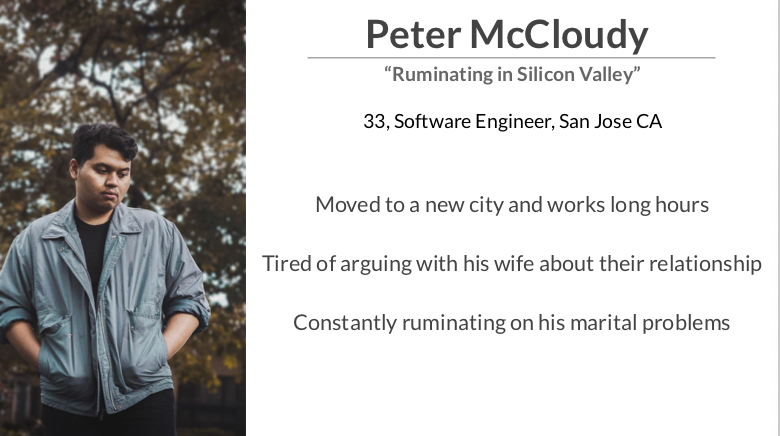 Peter McCloudy
“Ruminating in Silicon Valley”
33, Software Engineer, San Jose CA
Moved to a new city and works long hours
Tired of arguing with his wife about their relationship
Constantly ruminating on his marital problems